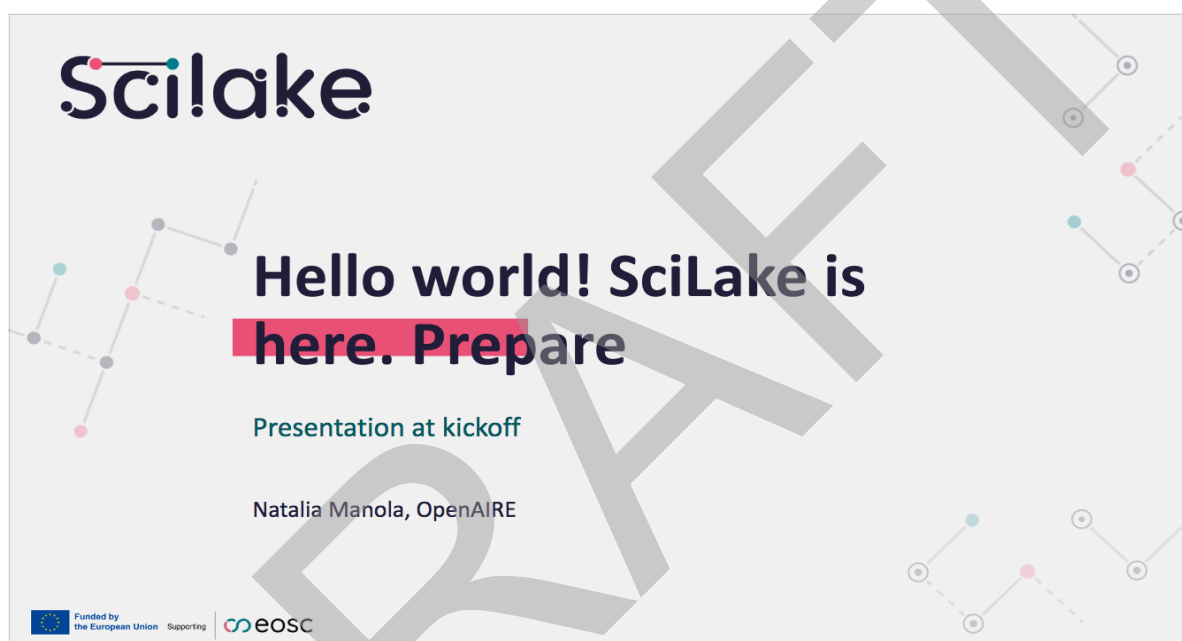 Scilake
Hello world! SciLake is
here. Prepare
Presentation at kickoff
Natalia Manola, OpenAIRE
Funded by
the European Union Supporting eosc